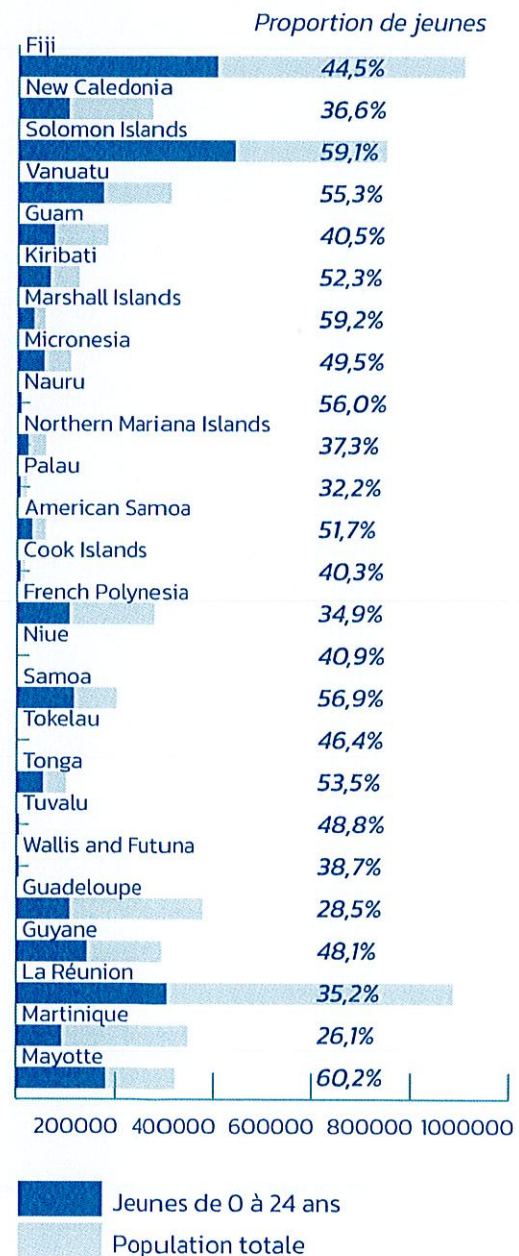 Proportion de jeunes
Fiji
44,5%
New Caledonia
36,6%
Solomon Islands
59,1%
Vanuatu
55,3%
Guam
40,5%
Kiribati
52,3%
Marshall Islands
59,2%
Micronesia
49,5%
Nauru
56,0%
Northern Mariana Islands
37,3%
Palau
32,2%
American Samoa
51,7%
Cook Islands
40,3%
French Polynesia
34,9%
Niue
40,9%
Samoa
56,9%
Tokelau
46,4%
Tonga
53,5%
Tuvalu
48,8%
Wallis and Futuna
38,7%
Guadeloupe
28,5%
Guyane
48,1%
La Réunion
35,2%
Martinique
26,1%
Mayotte
60,2%
200000 400000 600000 800000 1000000
Jeunes de 0 à 24 ans
Population totale